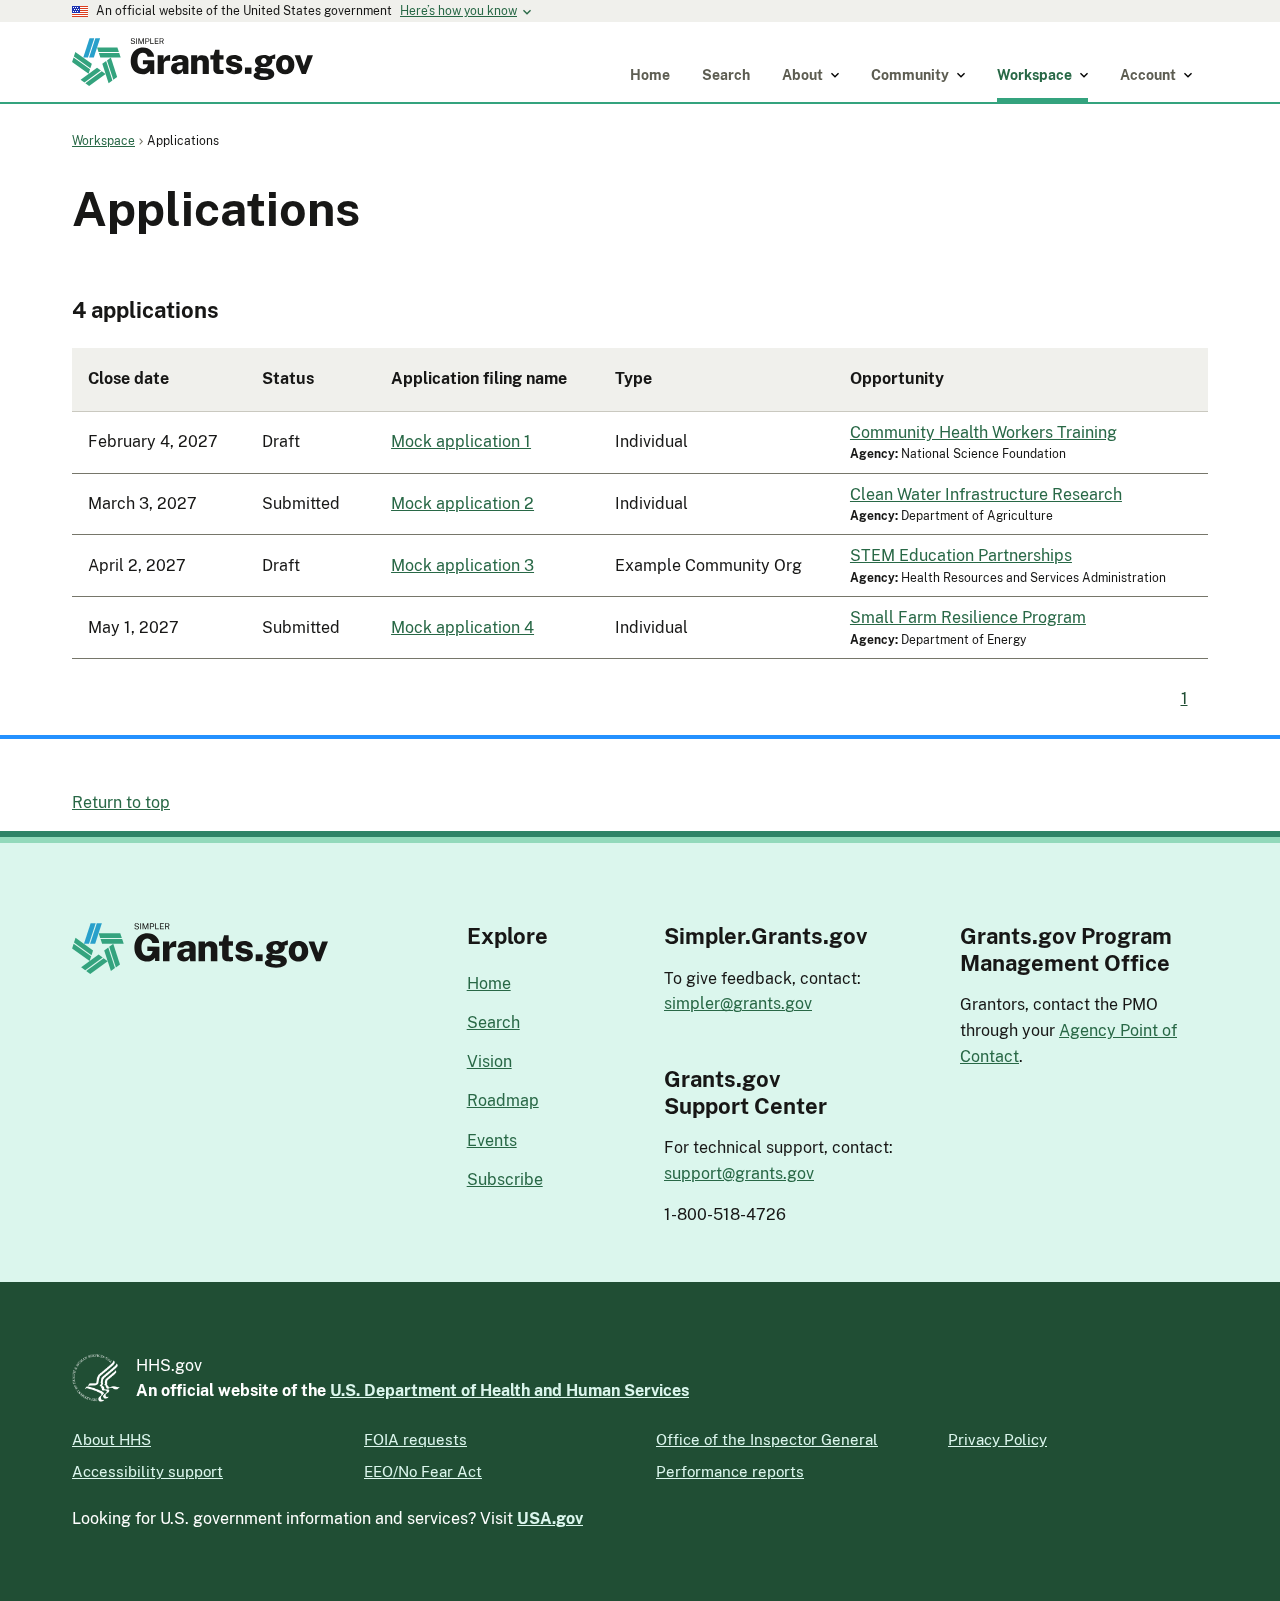 An official website of the United States government Here's how you know
SIMPLER
Grants.gov
Home Search About Community Workspace Account
Workspace › Applications
Applications
4 applications
Close date Status Application filing name Type Opportunity
February 4, 2027 Draft Mock application 1 Individual Community Health Workers Training
Agency: National Science Foundation
March 3, 2027 Submitted Mock application 2 Individual Clean Water Infrastructure Research
Agency: Department of Agriculture
April 2, 2027 Draft Mock application 3 Example Community Org STEM Education Partnerships
Agency: Health Resources and Services Administration
May 1, 2027 Submitted Mock application 4 Individual Small Farm Resilience Program
Agency: Department of Energy
1
Return to top
SIMPLER
Grants.gov
Explore
Home
Search
Vision
Roadmap
Events
Subscribe
Simpler.Grants.gov
To give feedback, contact:
simpler@grants.gov
Grants.gov
Support Center
For technical support, contact:
support@grants.gov
1-800-518-4726
Grants.gov Program
Management Office
Grantors, contact the PMO
through your Agency Point of
Contact.
HHS.gov
An official website of the U.S. Department of Health and Human Services
About HHS FOIA requests Office of the Inspector General Privacy Policy
Accessibility support EEO/No Fear Act Performance reports
Looking for U.S. government information and services? Visit USA.gov